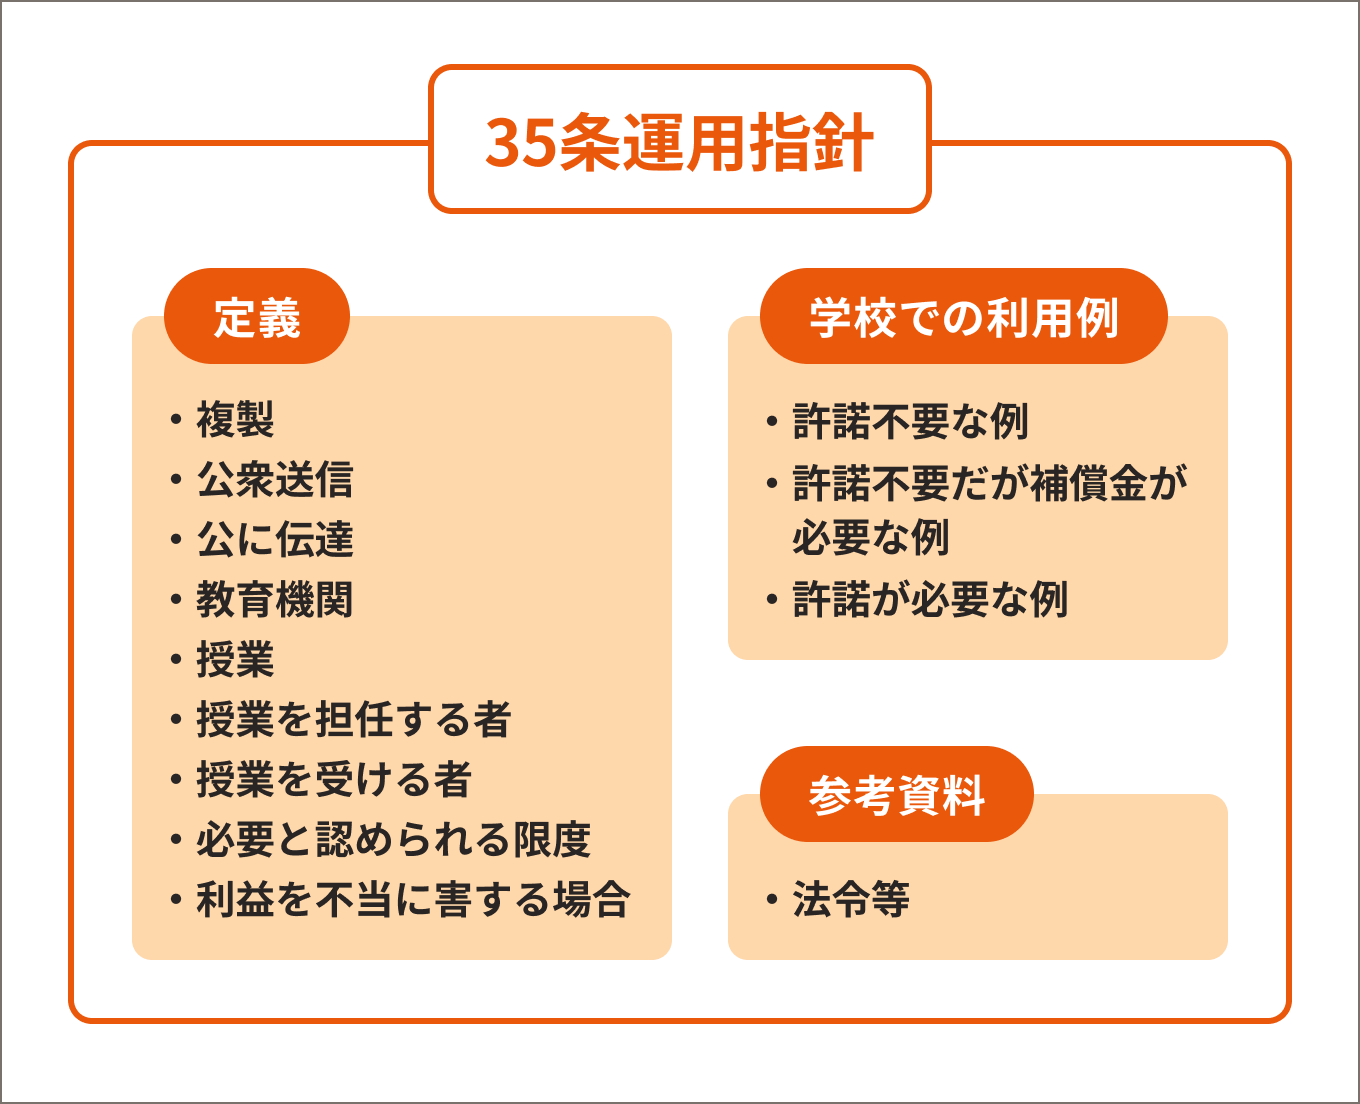 35条運用指針
定義
・複製
・公衆送信
・公に伝達
・教育機関
・授業
・授業を担任する者
・授業を受ける者
・必要と認められる限度
・利益を不当に害する場合
学校での利用例
・許諾不要な例
・許諾不要だが補償金が
必要な例
・許諾が必要な例
参考資料
・法令等